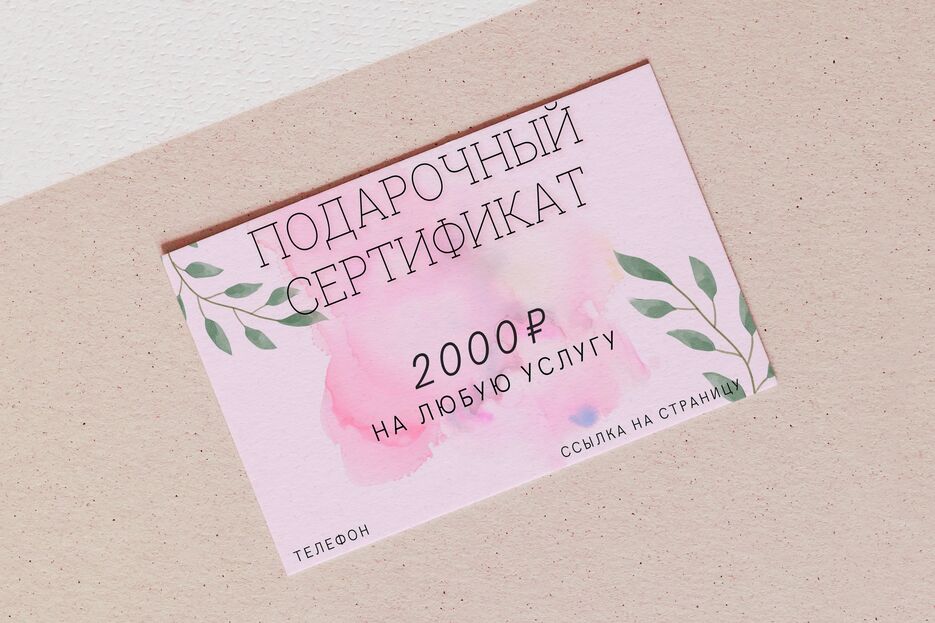 ПОДАРОЧНЫЙ
СЕРТИФИКАТ
2000₽
НА ЛЮБУЮ УСЛУГУ
ССЫЛКА НА СТРАНИЦУ
ТЕЛЕФОН